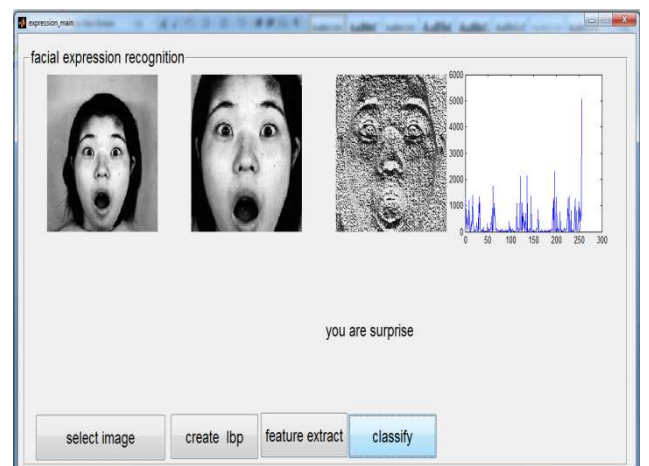 expression_main
facial expression recognition
6000
5000
4000
3000
2000
1000
0
0 50 100 150 200 250 300
you are surprise
select image
create lbp
feature extract
classify